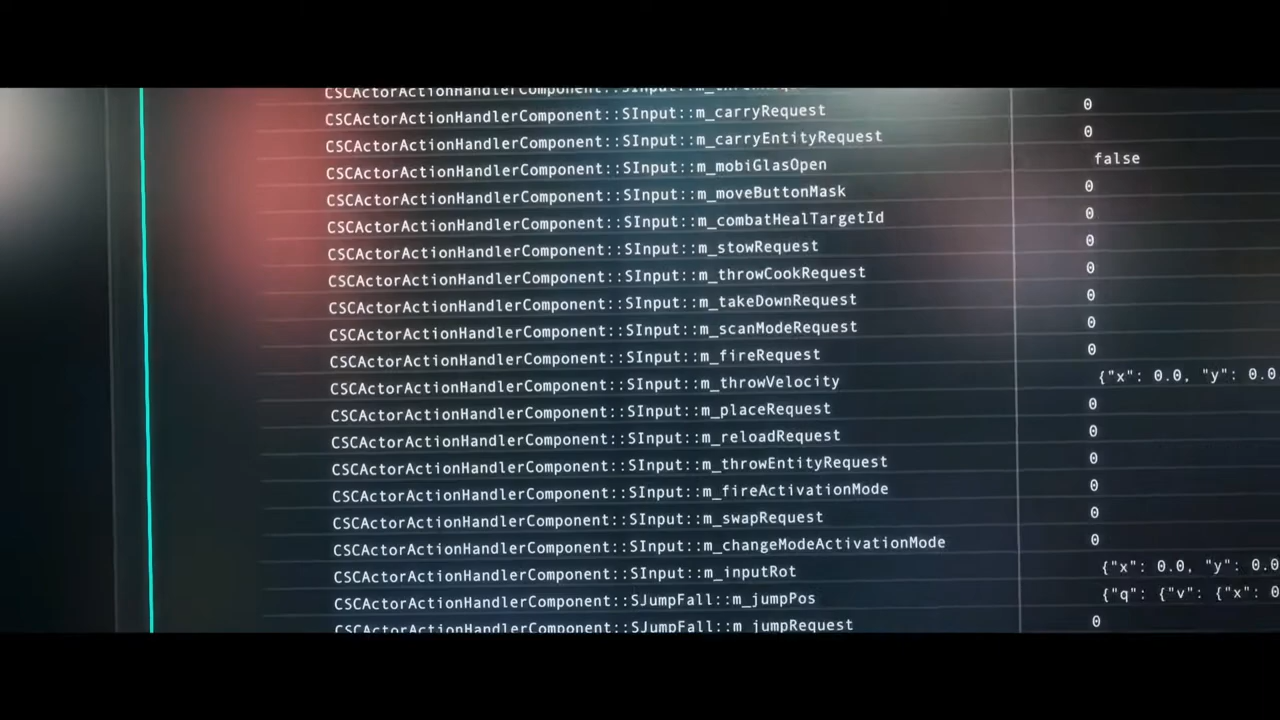 CSCActorActionHandlerComponent::SInput::m_carryRequest 0
CSCActorActionHandlerComponent::SInput::m_carryEntityRequest 0
CSCActorActionHandlerComponent::SInput::m_mobiGlasOpen false
CSCActorActionHandlerComponent::SInput::m_moveButtonMask 0
CSCActorActionHandlerComponent::SInput::m_combatHealTargetId 0
CSCActorActionHandlerComponent::SInput::m_stowRequest 0
CSCActorActionHandlerComponent::SInput::m_throwCookRequest 0
CSCActorActionHandlerComponent::SInput::m_takeDownRequest 0
CSCActorActionHandlerComponent::SInput::m_scanModeRequest 0
CSCActorActionHandlerComponent::SInput::m_fireRequest 0
CSCActorActionHandlerComponent::SInput::m_throwVelocity {"x": 0.0, "y": 0.0
CSCActorActionHandlerComponent::SInput::m_placeRequest 0
CSCActorActionHandlerComponent::SInput::m_reloadRequest 0
CSCActorActionHandlerComponent::SInput::m_throwEntityRequest 0
CSCActorActionHandlerComponent::SInput::m_fireActivationMode 0
CSCActorActionHandlerComponent::SInput::m_swapRequest 0
CSCActorActionHandlerComponent::SInput::m_changeModeActivationMode 0
CSCActorActionHandlerComponent::SInput::m_inputRot {"x": 0.0, "y": 0.0
CSCActorActionHandlerComponent::SJumpFall::m_jumpPos {"q": {"v": {"x": 0
CSCActorActionHandlerComponent::SJumpFall::m_jumpRequest 0